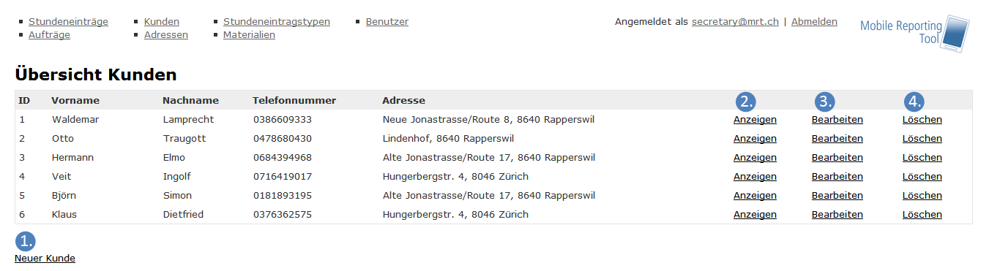 Stundeneinträge Kunden Stundeneintragstypen Benutzer Angemeldet als secretary@mrt.ch | Abmelden
Aufträge Adressen Materialien
Mobile Reporting
Tool
Übersicht Kunden
ID Vorname Nachname Telefonnummer Adresse 2. 3. 4.
1 Waldemar Lamprecht 0386609333 Neue Jonastrasse/Route 8, 8640 Rapperswil Anzeigen Bearbeiten Löschen
2 Otto Traugott 0478680430 Lindenhof, 8640 Rapperswil Anzeigen Bearbeiten Löschen
3 Hermann Elmo 0684394968 Alte Jonastrasse/Route 17, 8640 Rapperswil Anzeigen Bearbeiten Löschen
4 Veit Ingolf 0716419017 Hungerbergstr. 4, 8046 Zürich Anzeigen Bearbeiten Löschen
5 Björn Simon 0181893195 Alte Jonastrasse/Route 17, 8640 Rapperswil Anzeigen Bearbeiten Löschen
6 Klaus Dietfried 0376362575 Hungerbergstr. 4, 8046 Zürich Anzeigen Bearbeiten Löschen
1.
Neuer Kunde